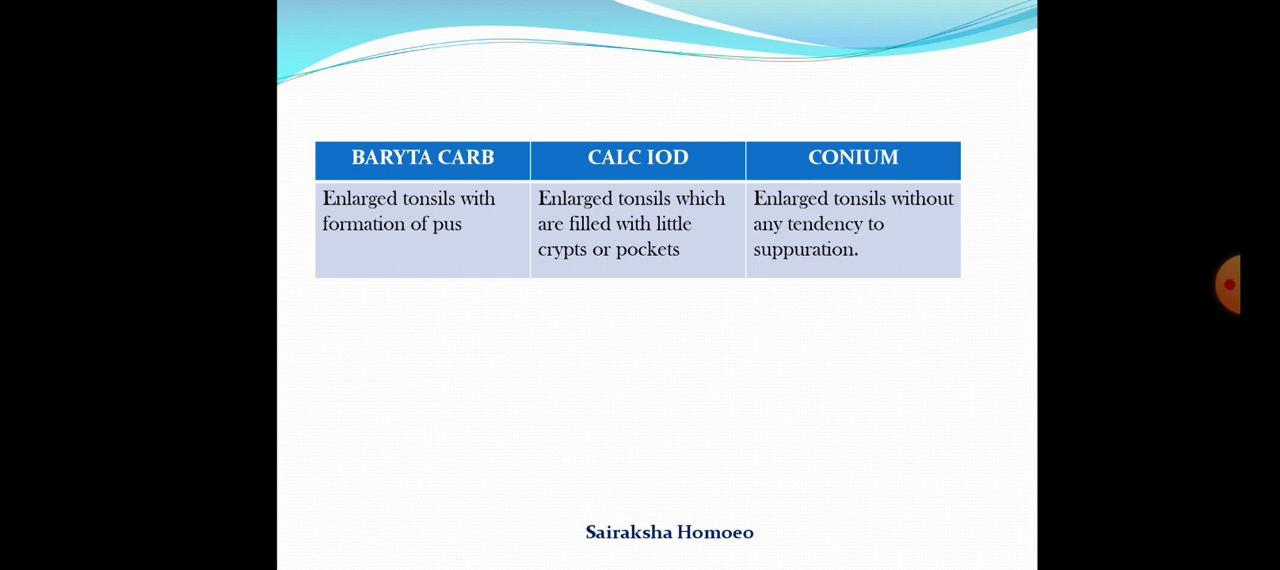 BARYTA CARB CALC IOD CONIUM
Enlarged tonsils with Enlarged tonsils which Enlarged tonsils without
formation of pus are filled with little any tendency to
crypts or pockets suppuration.
Sairaksha Homoeo